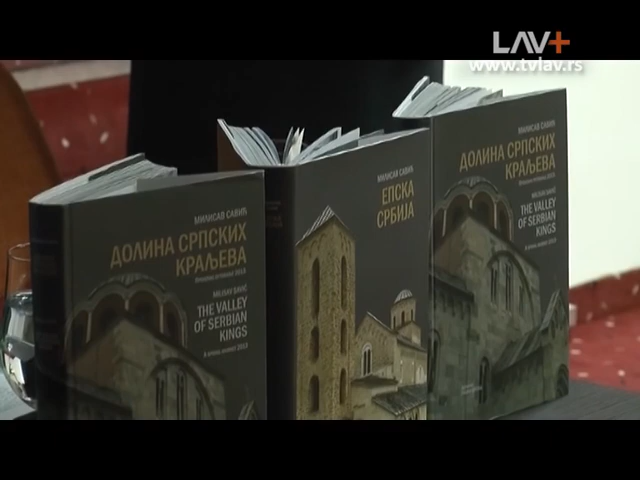 LAV+
www.tvlav.rs
МИЛИСАВ САВИЋ
ДОЛИНА СРПСКИХ
КРАЉЕВА
MILISAV SAVIĆ
THE VALLEY
OF SERBIAN
KINGS
МИЛИСАВ САВИЋ
ЕПСКА
СРБИЈА
МИЛИСАВ САВИЋ
ДОЛИНА СРПСКИХ
КРАЉЕВА
MILISAV SAVIĆ
THE VALLEY
OF SERBIAN
KINGS